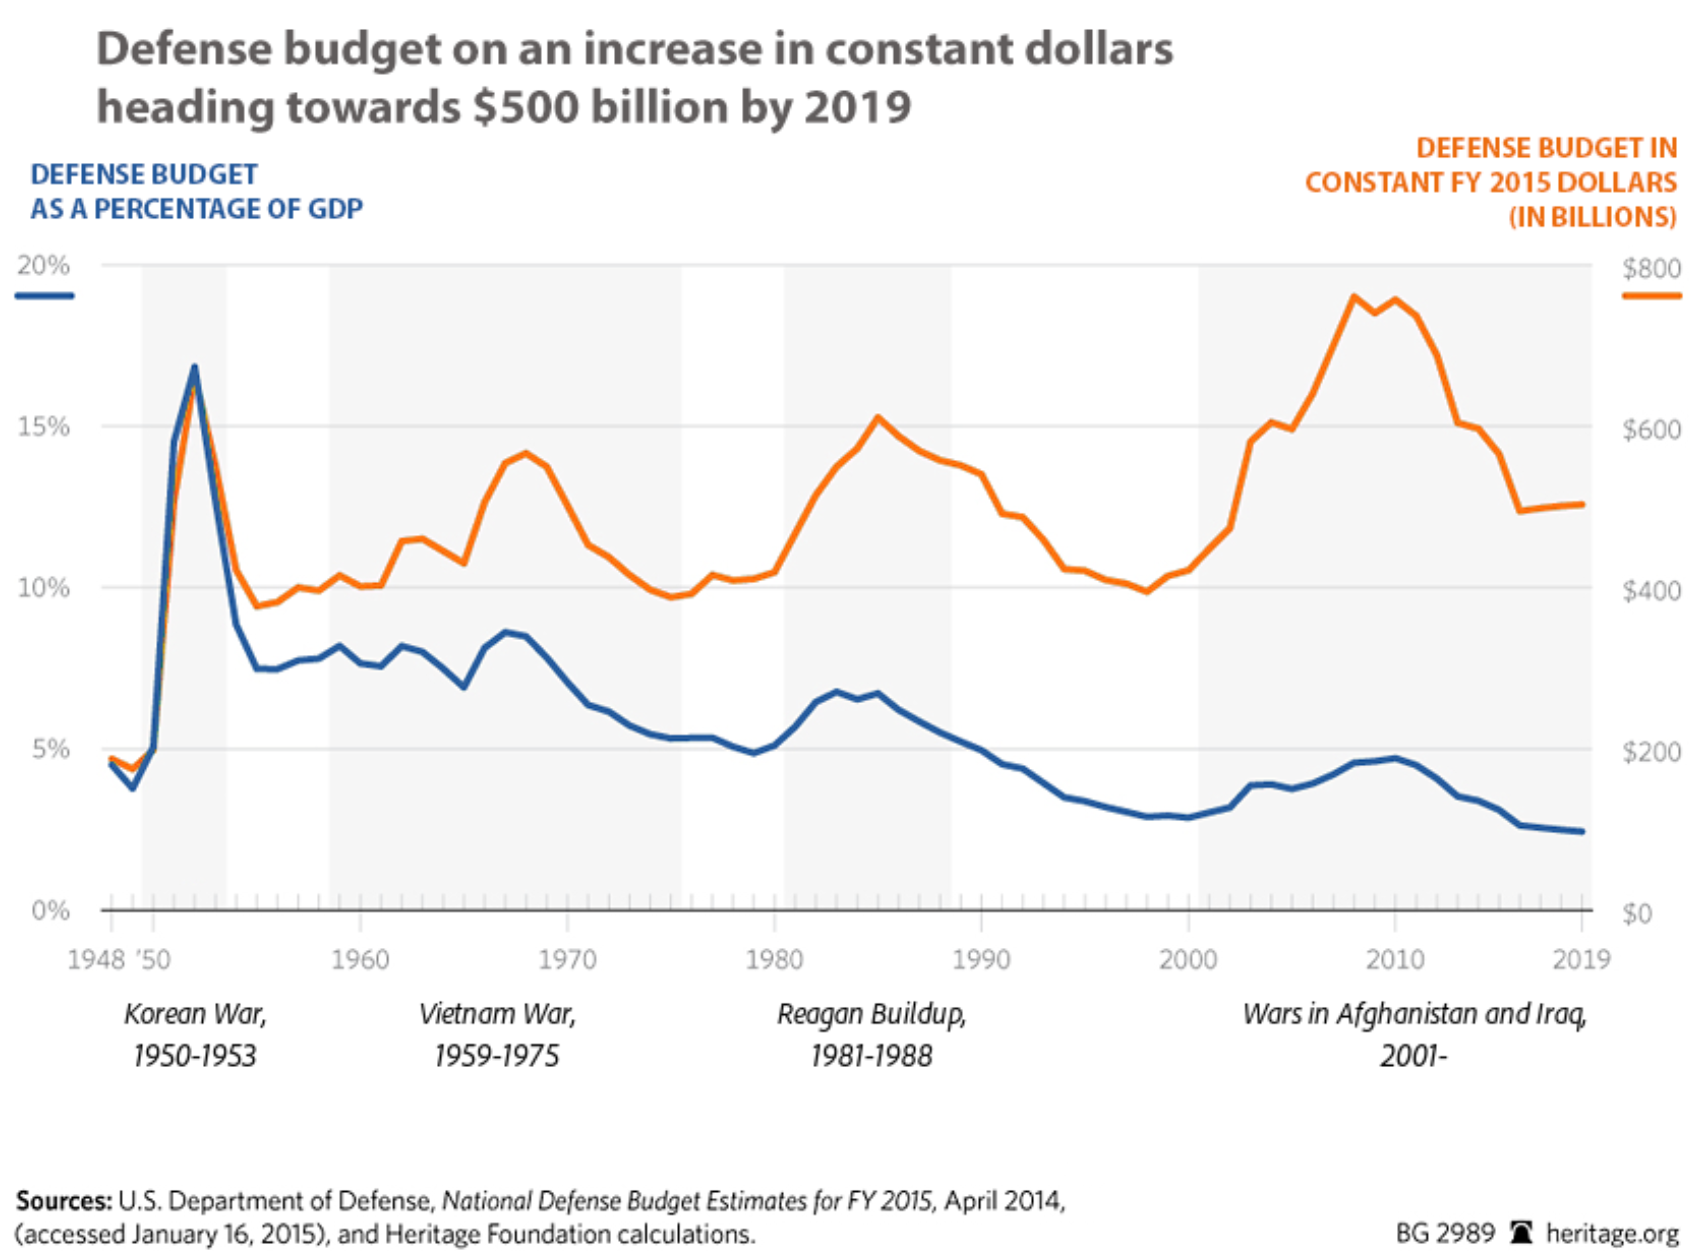 Defense budget on an increase in constant dollars
heading towards $500 billion by 2019
DEFENSE BUDGET
AS A PERCENTAGE OF GDP
DEFENSE BUDGET IN
CONSTANT FY 2015 DOLLARS
(IN BILLIONS)
20%
15%
10%
5%
0%
$800
$600
$400
$200
$0
1948 '50 1960 1970 1980 1990 2000 2010 2019
Korean War,
1950-1953
Vietnam War,
1959-1975
Reagan Buildup,
1981-1988
Wars in Afghanistan and Iraq,
2001-
Sources: U.S. Department of Defense, National Defense Budget Estimates for FY 2015, April 2014,
(accessed January 16, 2015), and Heritage Foundation calculations.
BG 2989 heritage.org